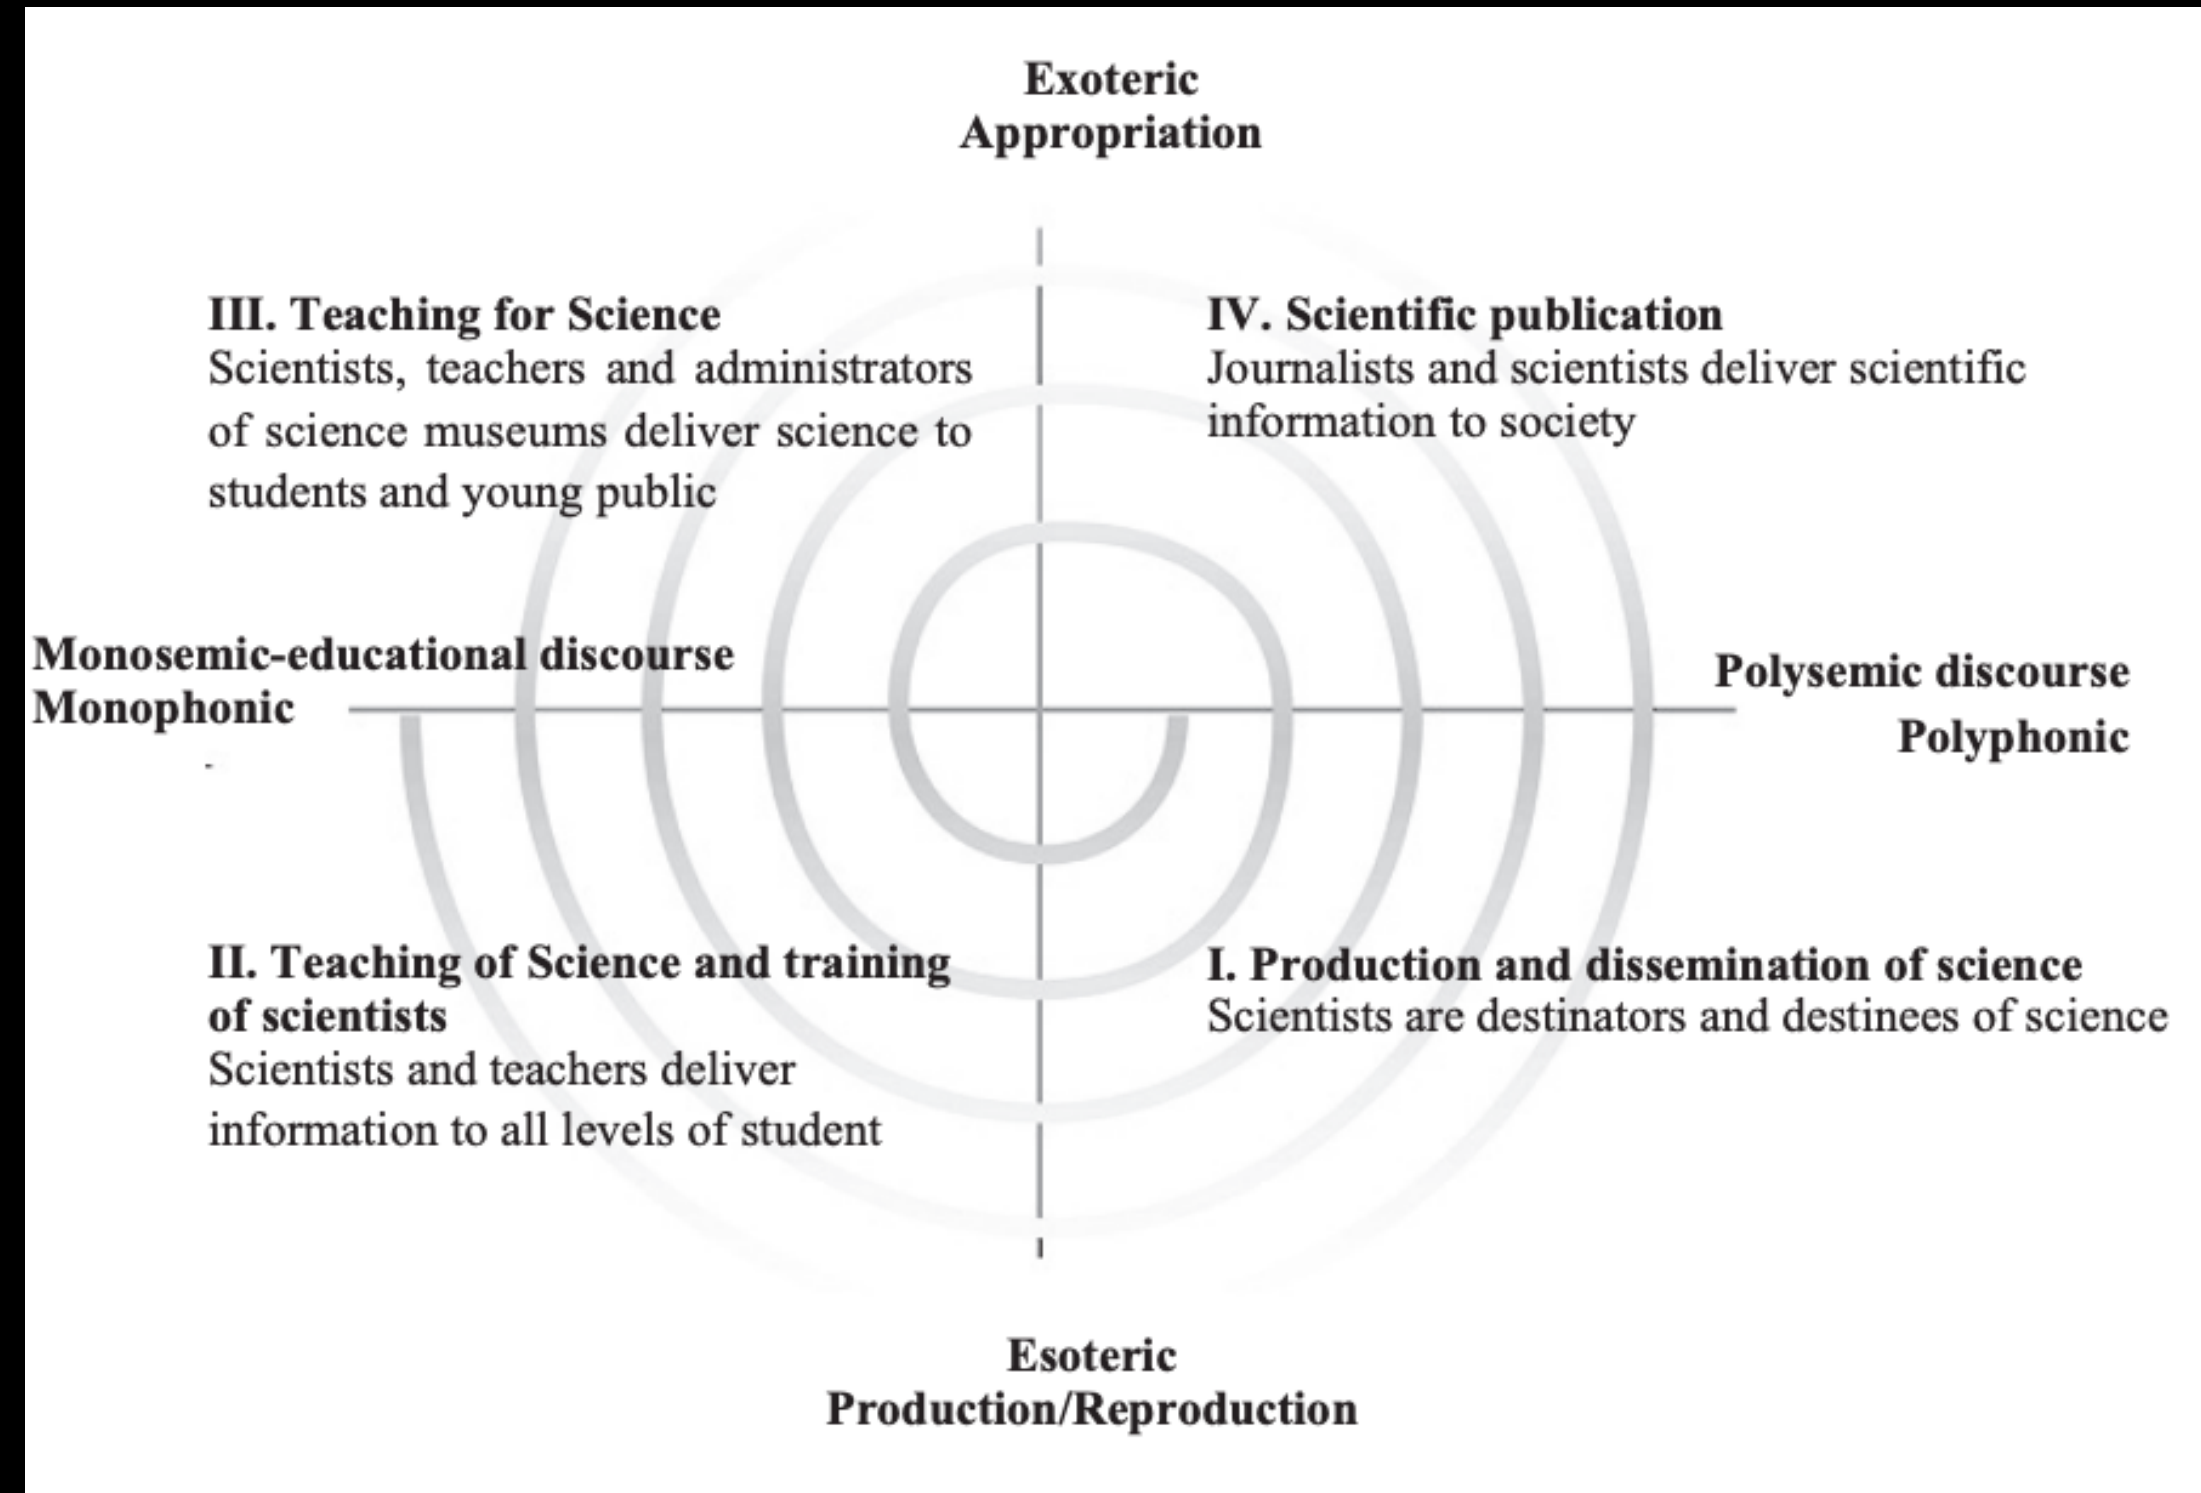 Exoteric
Appropriation
III. Teaching for Science
Scientists, teachers and administrators
of science museums deliver science to
students and young public
IV. Scientific publication
Journalists and scientists deliver scientific
information to society
Monosemic-educational discourse
Monophonic
Polysemic discourse
Polyphonic
II. Teaching of Science and training
of scientists
Scientists and teachers deliver
information to all levels of student
I. Production and dissemination of science
Scientists are destinators and destinees of science
Esoteric
Production/Reproduction